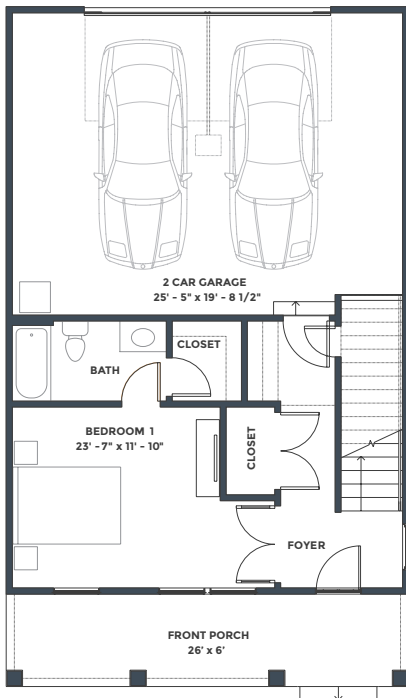 2 CAR GARAGE
25' - 5" x 19' - 8 1/2"
CLOSET
BATH
BEDROOM 1
23' - 7" x 11' - 10"
CLOSET
FOYER
FRONT PORCH
26' x 6'